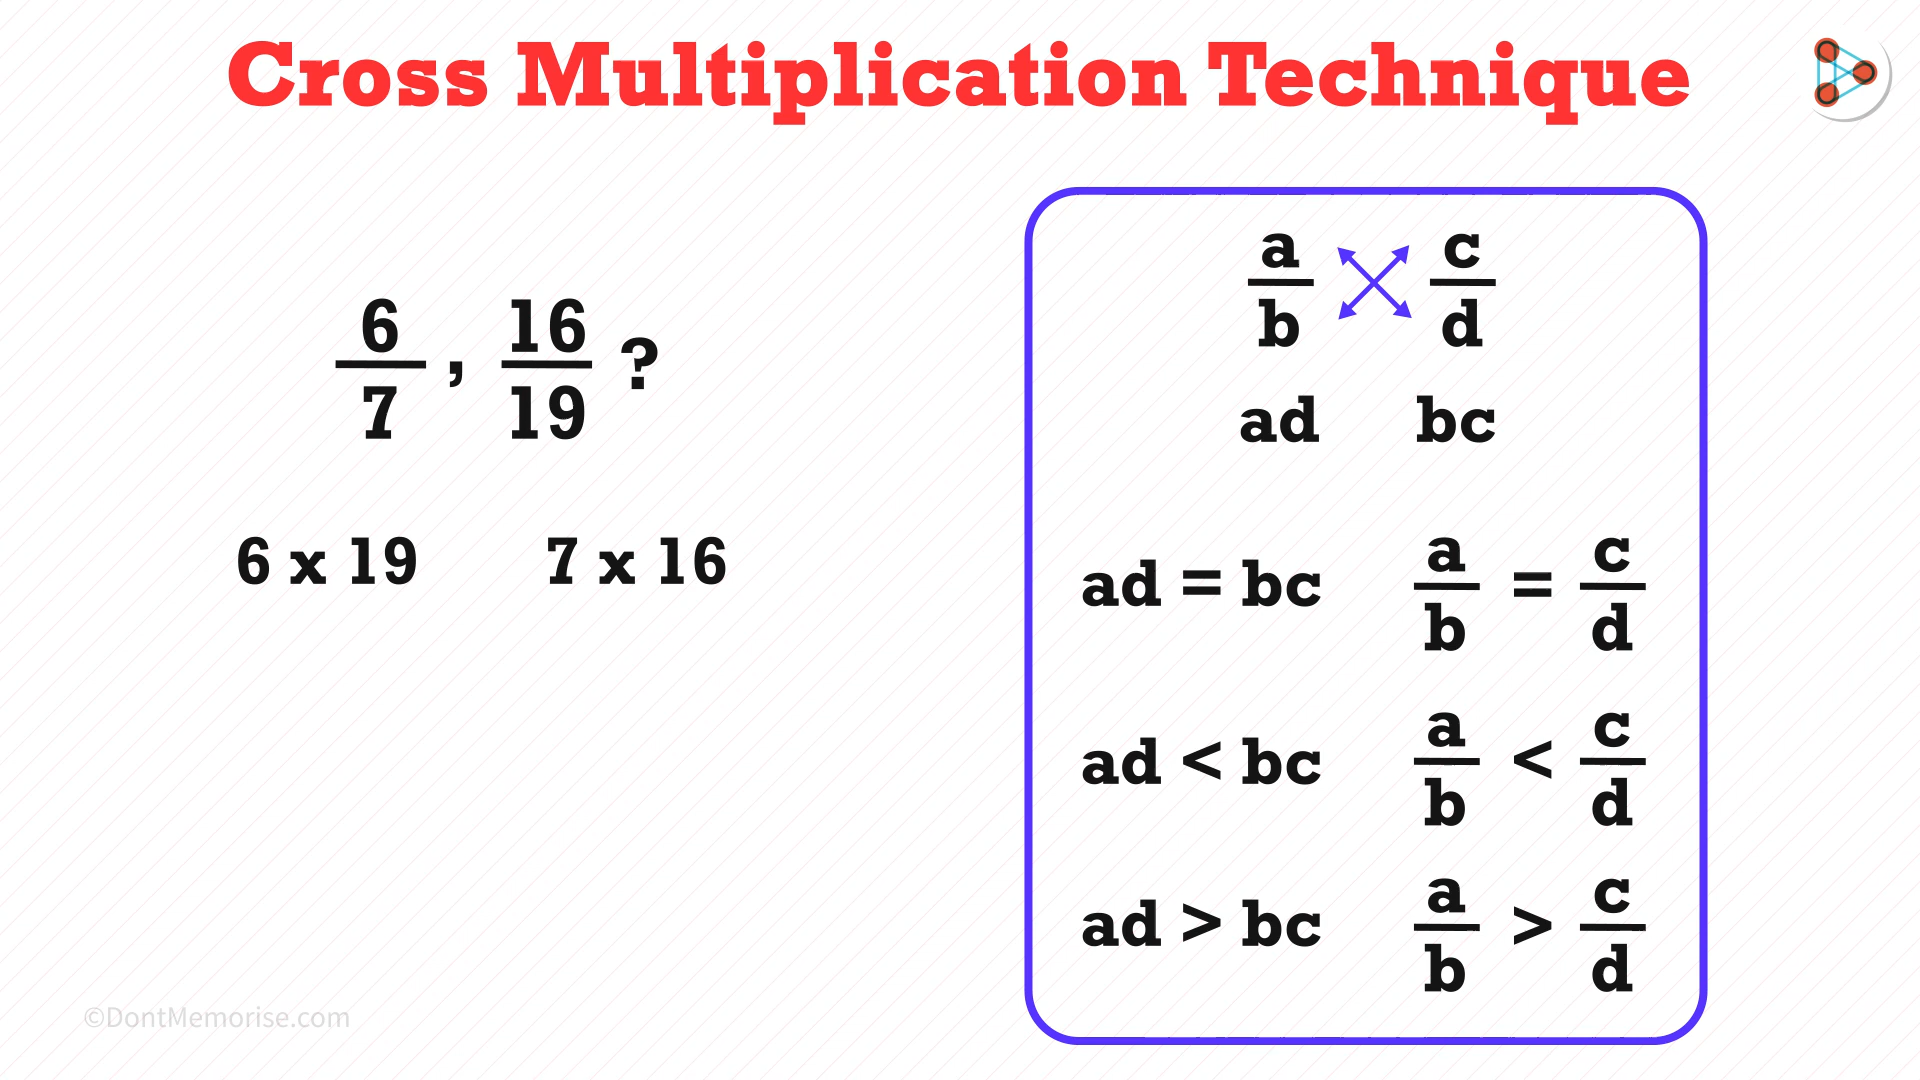 Cross Multiplication Technique
6/7 , 16/19 ?
6 x 19 7 x 16
a/b c/d
ad bc
ad = bc a/b = c/d
ad < bc a/b < c/d
ad > bc a/b > c/d
©DontMemorise.com